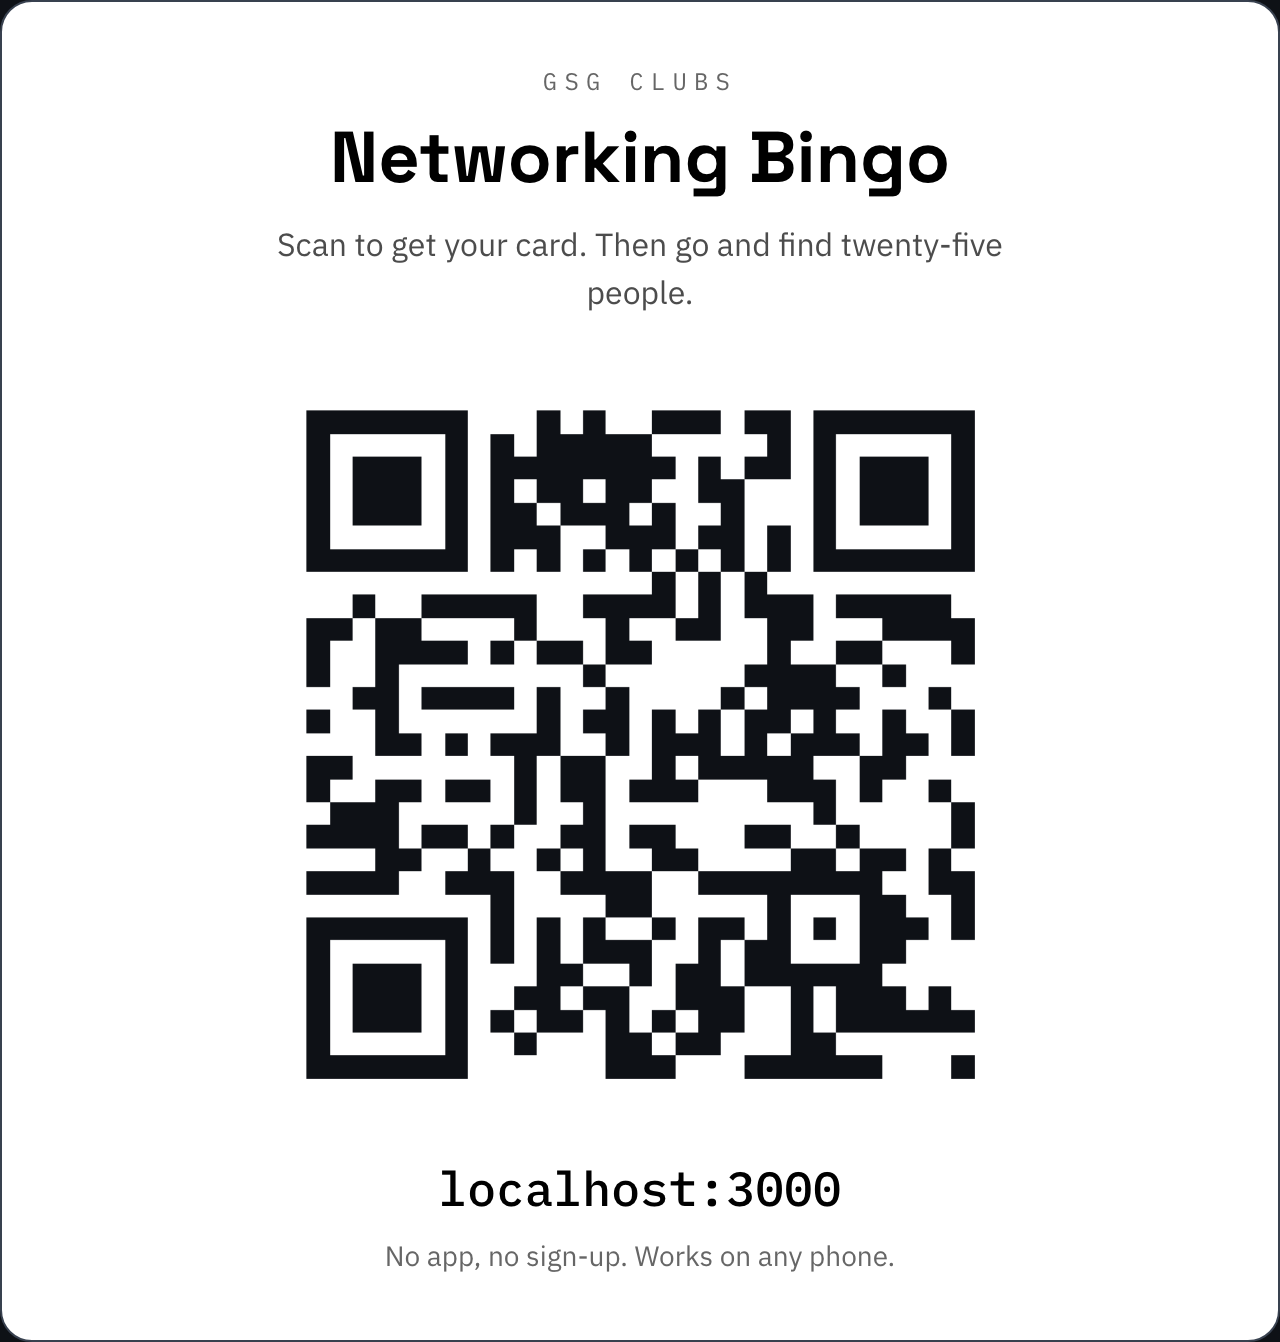 GSG CLUBS
Networking Bingo
Scan to get your card. Then go and find twenty-five
people.
localhost:3000
No app, no sign-up. Works on any phone.